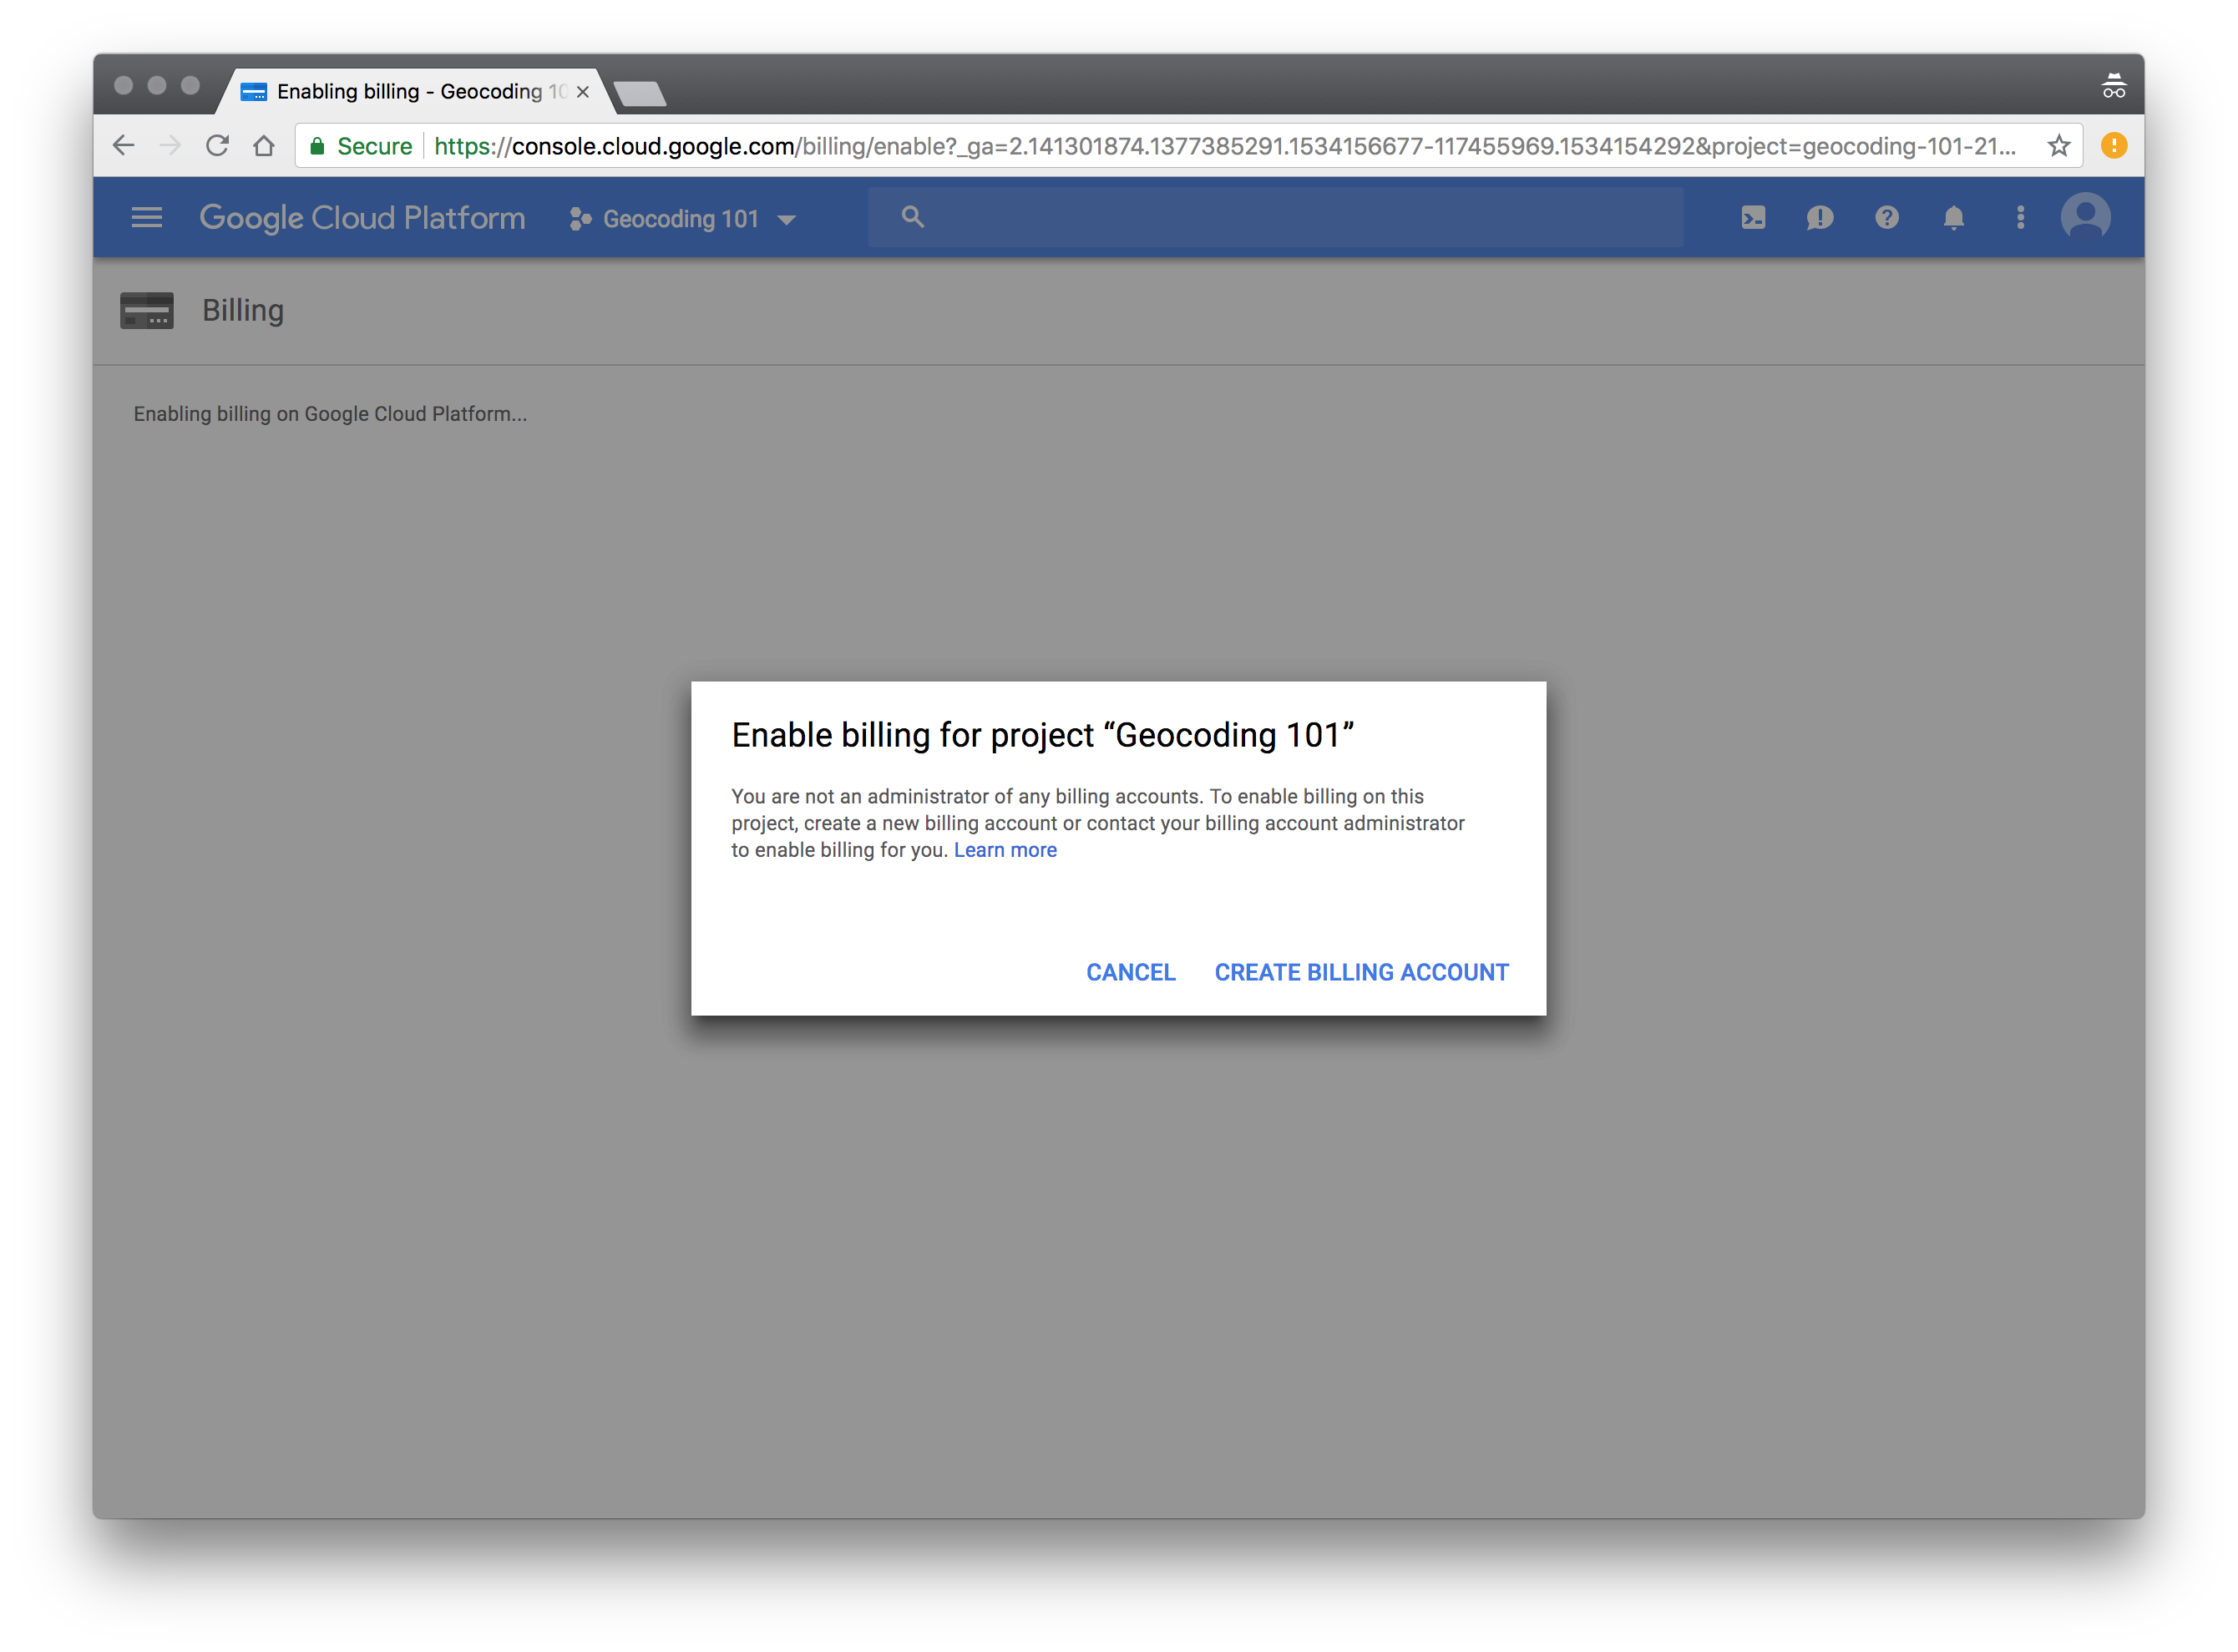 Enabling billing - Geocoding 10
Secure https://console.cloud.google.com/billing/enable?_ga=2.141301874.1377385291.1534156677-117455969.1534154292&project=geocoding-101-21...
Google Cloud Platform Geocoding 101
Billing
Enabling billing on Google Cloud Platform...
Enable billing for project “Geocoding 101”
You are not an administrator of any billing accounts. To enable billing on this
project, create a new billing account or contact your billing account administrator
to enable billing for you. Learn more
CANCEL CREATE BILLING ACCOUNT